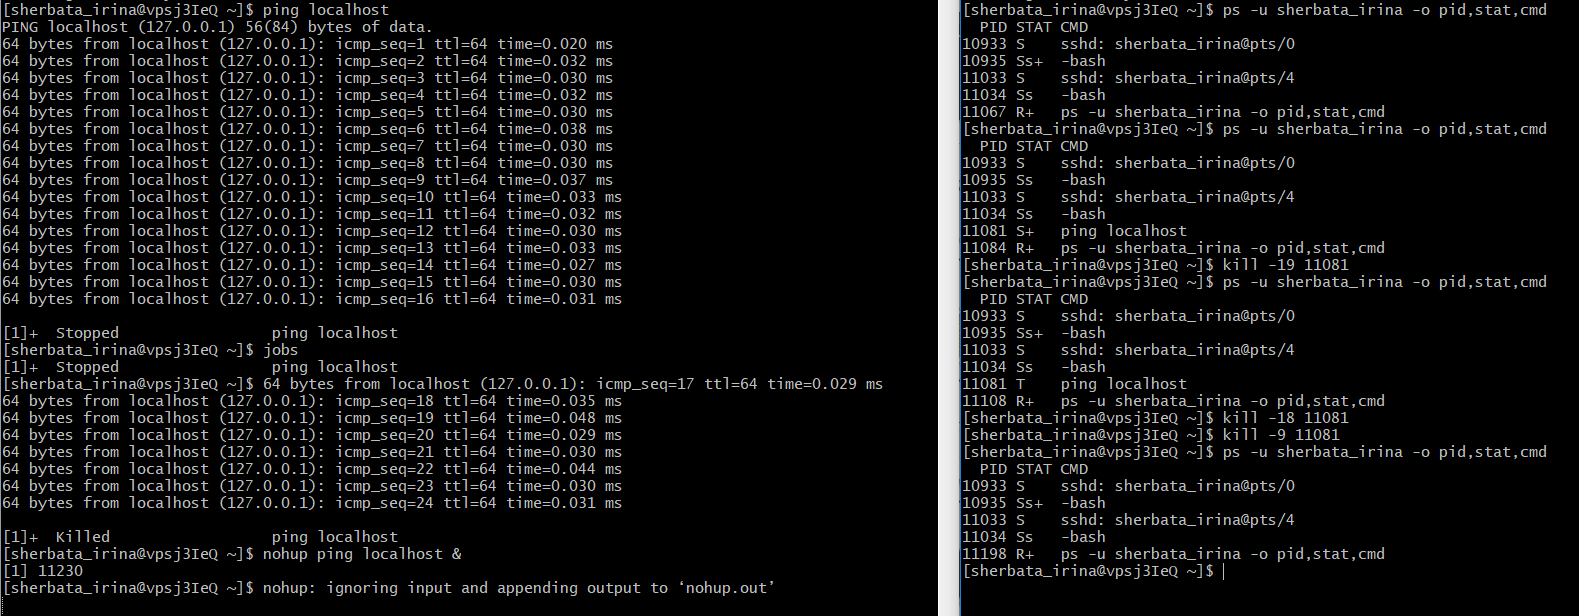 [sherbata_irina@vpsj3IeQ ~]$ ping localhost
PING localhost (127.0.0.1) 56(84) bytes of data.
64 bytes from localhost (127.0.0.1): icmp_seq=1 ttl=64 time=0.020 ms
64 bytes from localhost (127.0.0.1): icmp_seq=2 ttl=64 time=0.032 ms
64 bytes from localhost (127.0.0.1): icmp_seq=3 ttl=64 time=0.030 ms
64 bytes from localhost (127.0.0.1): icmp_seq=4 ttl=64 time=0.032 ms
64 bytes from localhost (127.0.0.1): icmp_seq=5 ttl=64 time=0.030 ms
64 bytes from localhost (127.0.0.1): icmp_seq=6 ttl=64 time=0.038 ms
64 bytes from localhost (127.0.0.1): icmp_seq=7 ttl=64 time=0.030 ms
64 bytes from localhost (127.0.0.1): icmp_seq=8 ttl=64 time=0.030 ms
64 bytes from localhost (127.0.0.1): icmp_seq=9 ttl=64 time=0.037 ms
64 bytes from localhost (127.0.0.1): icmp_seq=10 ttl=64 time=0.033 ms
64 bytes from localhost (127.0.0.1): icmp_seq=11 ttl=64 time=0.032 ms
64 bytes from localhost (127.0.0.1): icmp_seq=12 ttl=64 time=0.030 ms
64 bytes from localhost (127.0.0.1): icmp_seq=13 ttl=64 time=0.033 ms
64 bytes from localhost (127.0.0.1): icmp_seq=14 ttl=64 time=0.027 ms
64 bytes from localhost (127.0.0.1): icmp_seq=15 ttl=64 time=0.030 ms
64 bytes from localhost (127.0.0.1): icmp_seq=16 ttl=64 time=0.031 ms
[1]+  Stopped                 ping localhost
[sherbata_irina@vpsj3IeQ ~]$ jobs
[1]+  Stopped                 ping localhost
[sherbata_irina@vpsj3IeQ ~]$ 64 bytes from localhost (127.0.0.1): icmp_seq=17 ttl=64 time=0.029 ms
64 bytes from localhost (127.0.0.1): icmp_seq=18 ttl=64 time=0.035 ms
64 bytes from localhost (127.0.0.1): icmp_seq=19 ttl=64 time=0.048 ms
64 bytes from localhost (127.0.0.1): icmp_seq=20 ttl=64 time=0.029 ms
64 bytes from localhost (127.0.0.1): icmp_seq=21 ttl=64 time=0.030 ms
64 bytes from localhost (127.0.0.1): icmp_seq=22 ttl=64 time=0.044 ms
64 bytes from localhost (127.0.0.1): icmp_seq=23 ttl=64 time=0.030 ms
64 bytes from localhost (127.0.0.1): icmp_seq=24 ttl=64 time=0.031 ms
[1]+  Killed                  ping localhost
[sherbata_irina@vpsj3IeQ ~]$ nohup ping localhost &
[1] 11230
[sherbata_irina@vpsj3IeQ ~]$ nohup: ignoring input and appending output to ‘nohup.out’
[sherbata_irina@vpsj3IeQ ~]$ ps -u sherbata_irina -o pid,stat,cmd
  PID STAT CMD
10933 S    sshd: sherbata_irina@pts/0
10935 Ss+  -bash
11033 S    sshd: sherbata_irina@pts/4
11034 Ss   -bash
11067 R+   ps -u sherbata_irina -o pid,stat,cmd
[sherbata_irina@vpsj3IeQ ~]$ ps -u sherbata_irina -o pid,stat,cmd
  PID STAT CMD
10933 S    sshd: sherbata_irina@pts/0
10935 Ss   -bash
11033 S    sshd: sherbata_irina@pts/4
11034 Ss   -bash
11081 S+   ping localhost
11084 R+   ps -u sherbata_irina -o pid,stat,cmd
[sherbata_irina@vpsj3IeQ ~]$ kill -19 11081
[sherbata_irina@vpsj3IeQ ~]$ ps -u sherbata_irina -o pid,stat,cmd
  PID STAT CMD
10933 S    sshd: sherbata_irina@pts/0
10935 Ss+  -bash
11033 S    sshd: sherbata_irina@pts/4
11034 Ss   -bash
11081 T    ping localhost
11108 R+   ps -u sherbata_irina -o pid,stat,cmd
[sherbata_irina@vpsj3IeQ ~]$ kill -18 11081
[sherbata_irina@vpsj3IeQ ~]$ kill -9 11081
[sherbata_irina@vpsj3IeQ ~]$ ps -u sherbata_irina -o pid,stat,cmd
  PID STAT CMD
10933 S    sshd: sherbata_irina@pts/0
10935 Ss+  -bash
11033 S    sshd: sherbata_irina@pts/4
11034 Ss   -bash
11198 R+   ps -u sherbata_irina -o pid,stat,cmd
[sherbata_irina@vpsj3IeQ ~]$